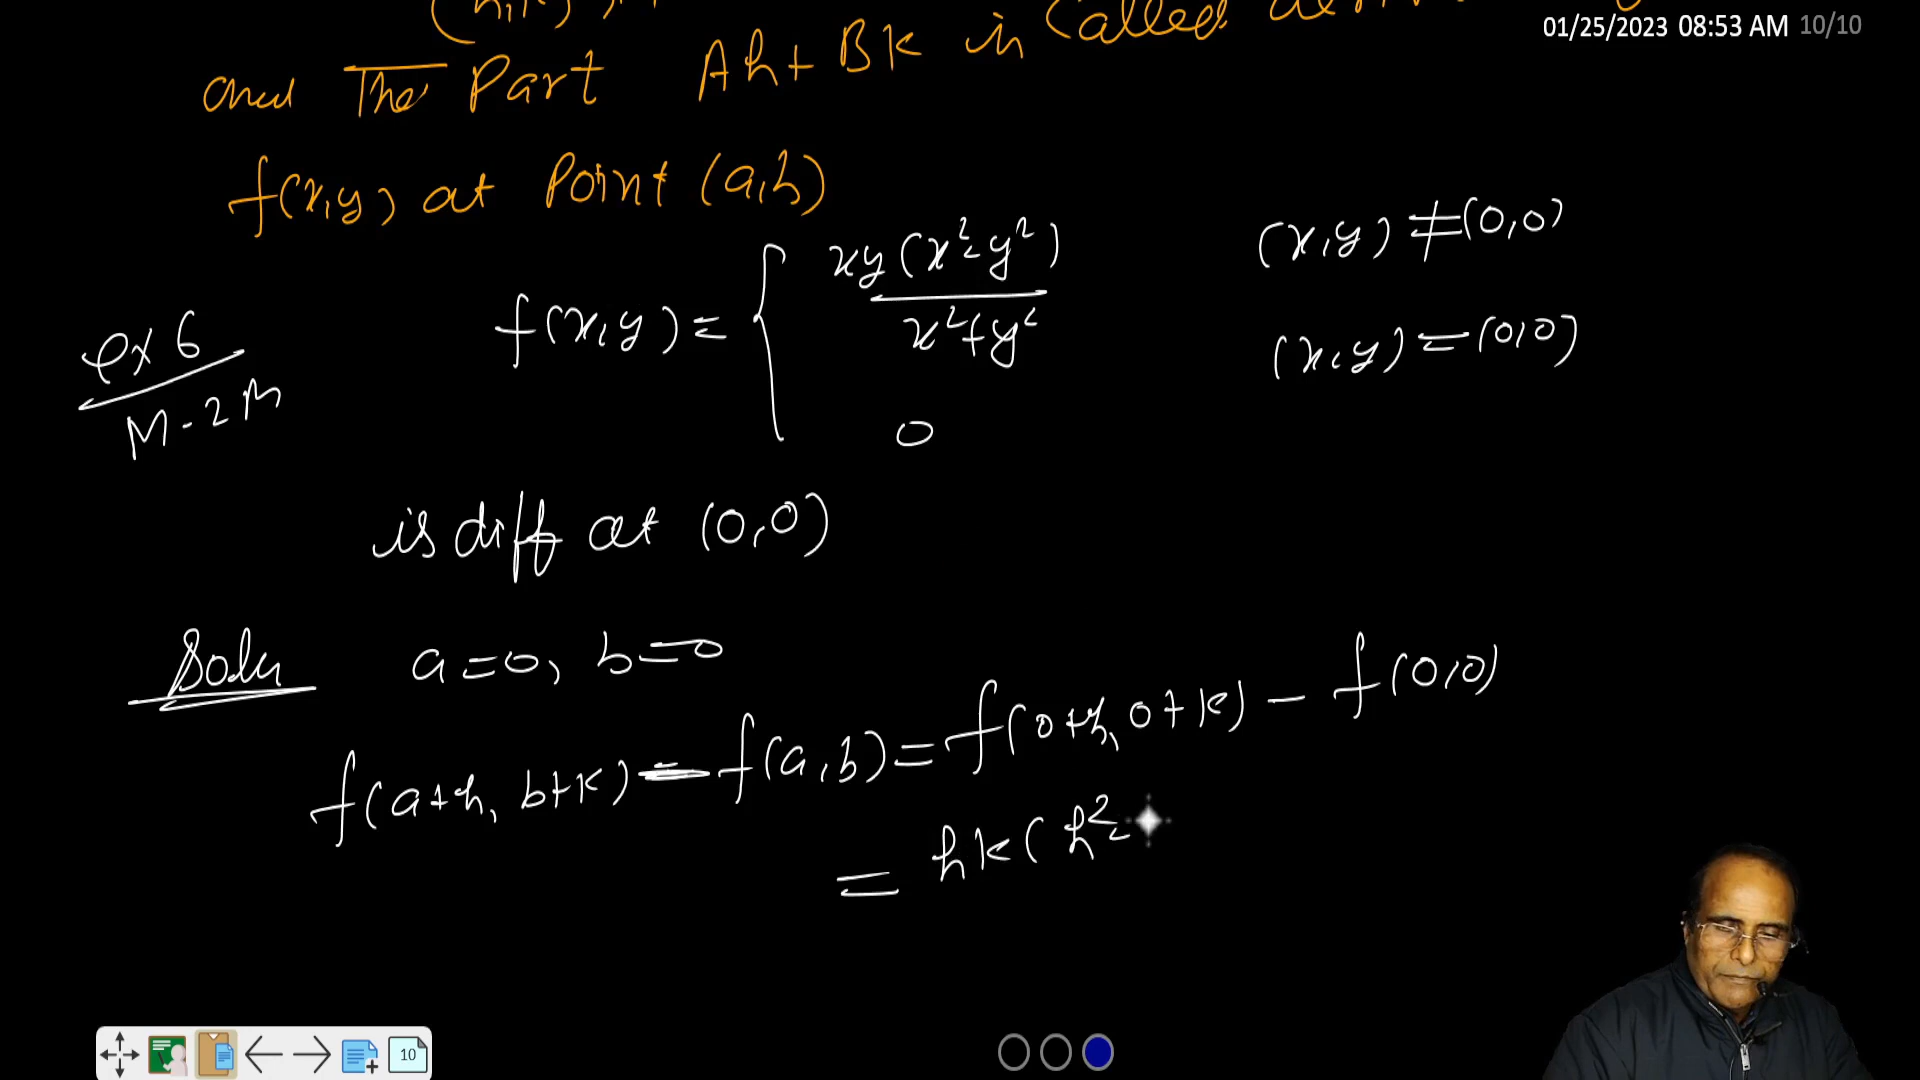 01/25/2023 08:53 AM 10/10
(h,k)
and The Part Ah+Bk is Called
f(x,y) at Point (a,b)
ex 6
M-2M
f(x,y) = { xy(x²-y²) / x²+y² (x,y) ≠ (0,0)
0 (x,y) = (0,0)
is diff at (0,0)
Soln a=0, b=0
f(a+h, b+k) - f(a,b) = f(0+h, 0+k) - f(0,0)
= hk(h²-
10